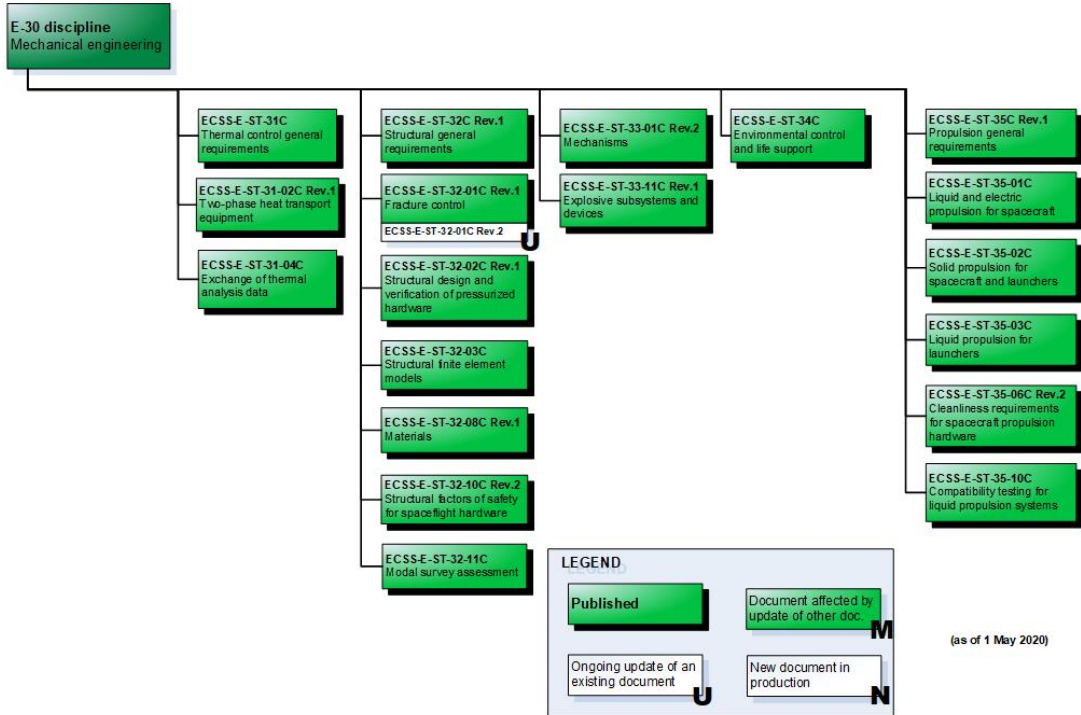 E-30 discipline
Mechanical engineering
ECSS-E-ST-31C
Thermal control general
requirements
ECSS-E-ST-31-02C Rev.1
Two-phase heat transport
equipment
ECSS-E-ST-31-04C
Exchange of thermal
analysis data
ECSS-E-ST-32C Rev.1
Structural general
requirements
ECSS-E-ST-32-01C Rev.1
Fracture control
ECSS-E-ST-32-01C Rev.2
U
ECSS-E-ST-32-02C Rev.1
Structural design and
verification of pressurized
hardware
ECSS-E-ST-32-03C
Structural finite element
models
ECSS-E-ST-32-08C Rev.1
Materials
ECSS-E-ST-32-10C Rev.2
Structural factors of safety
for spaceflight hardware
ECSS-E-ST-32-11C
Modal survey assessment
ECSS-E-ST-33-01C Rev.2
Mechanisms
ECSS-E-ST-33-11C Rev.1
Explosive subsystems and
devices
ECSS-E-ST-34C
Environmental control
and life support
ECSS-E-ST-35C Rev.1
Propulsion general
requirements
ECSS-E-ST-35-01C
Liquid and electric
propulsion for spacecraft
ECSS-E-ST-35-02C
Solid propulsion for
spacecraft and launchers
ECSS-E-ST-35-03C
Liquid propulsion for
launchers
ECSS-E-ST-35-06C Rev.2
Cleanliness requirements
for spacecraft propulsion
hardware
ECSS-E-ST-35-10C
Compatibility testing for
liquid propulsion systems
LEGEND
LEGEND
Published
Document affected by
update of other doc.
M
Ongoing update of an
existing document
U
New document in
production
N
(as of 1 May 2020)